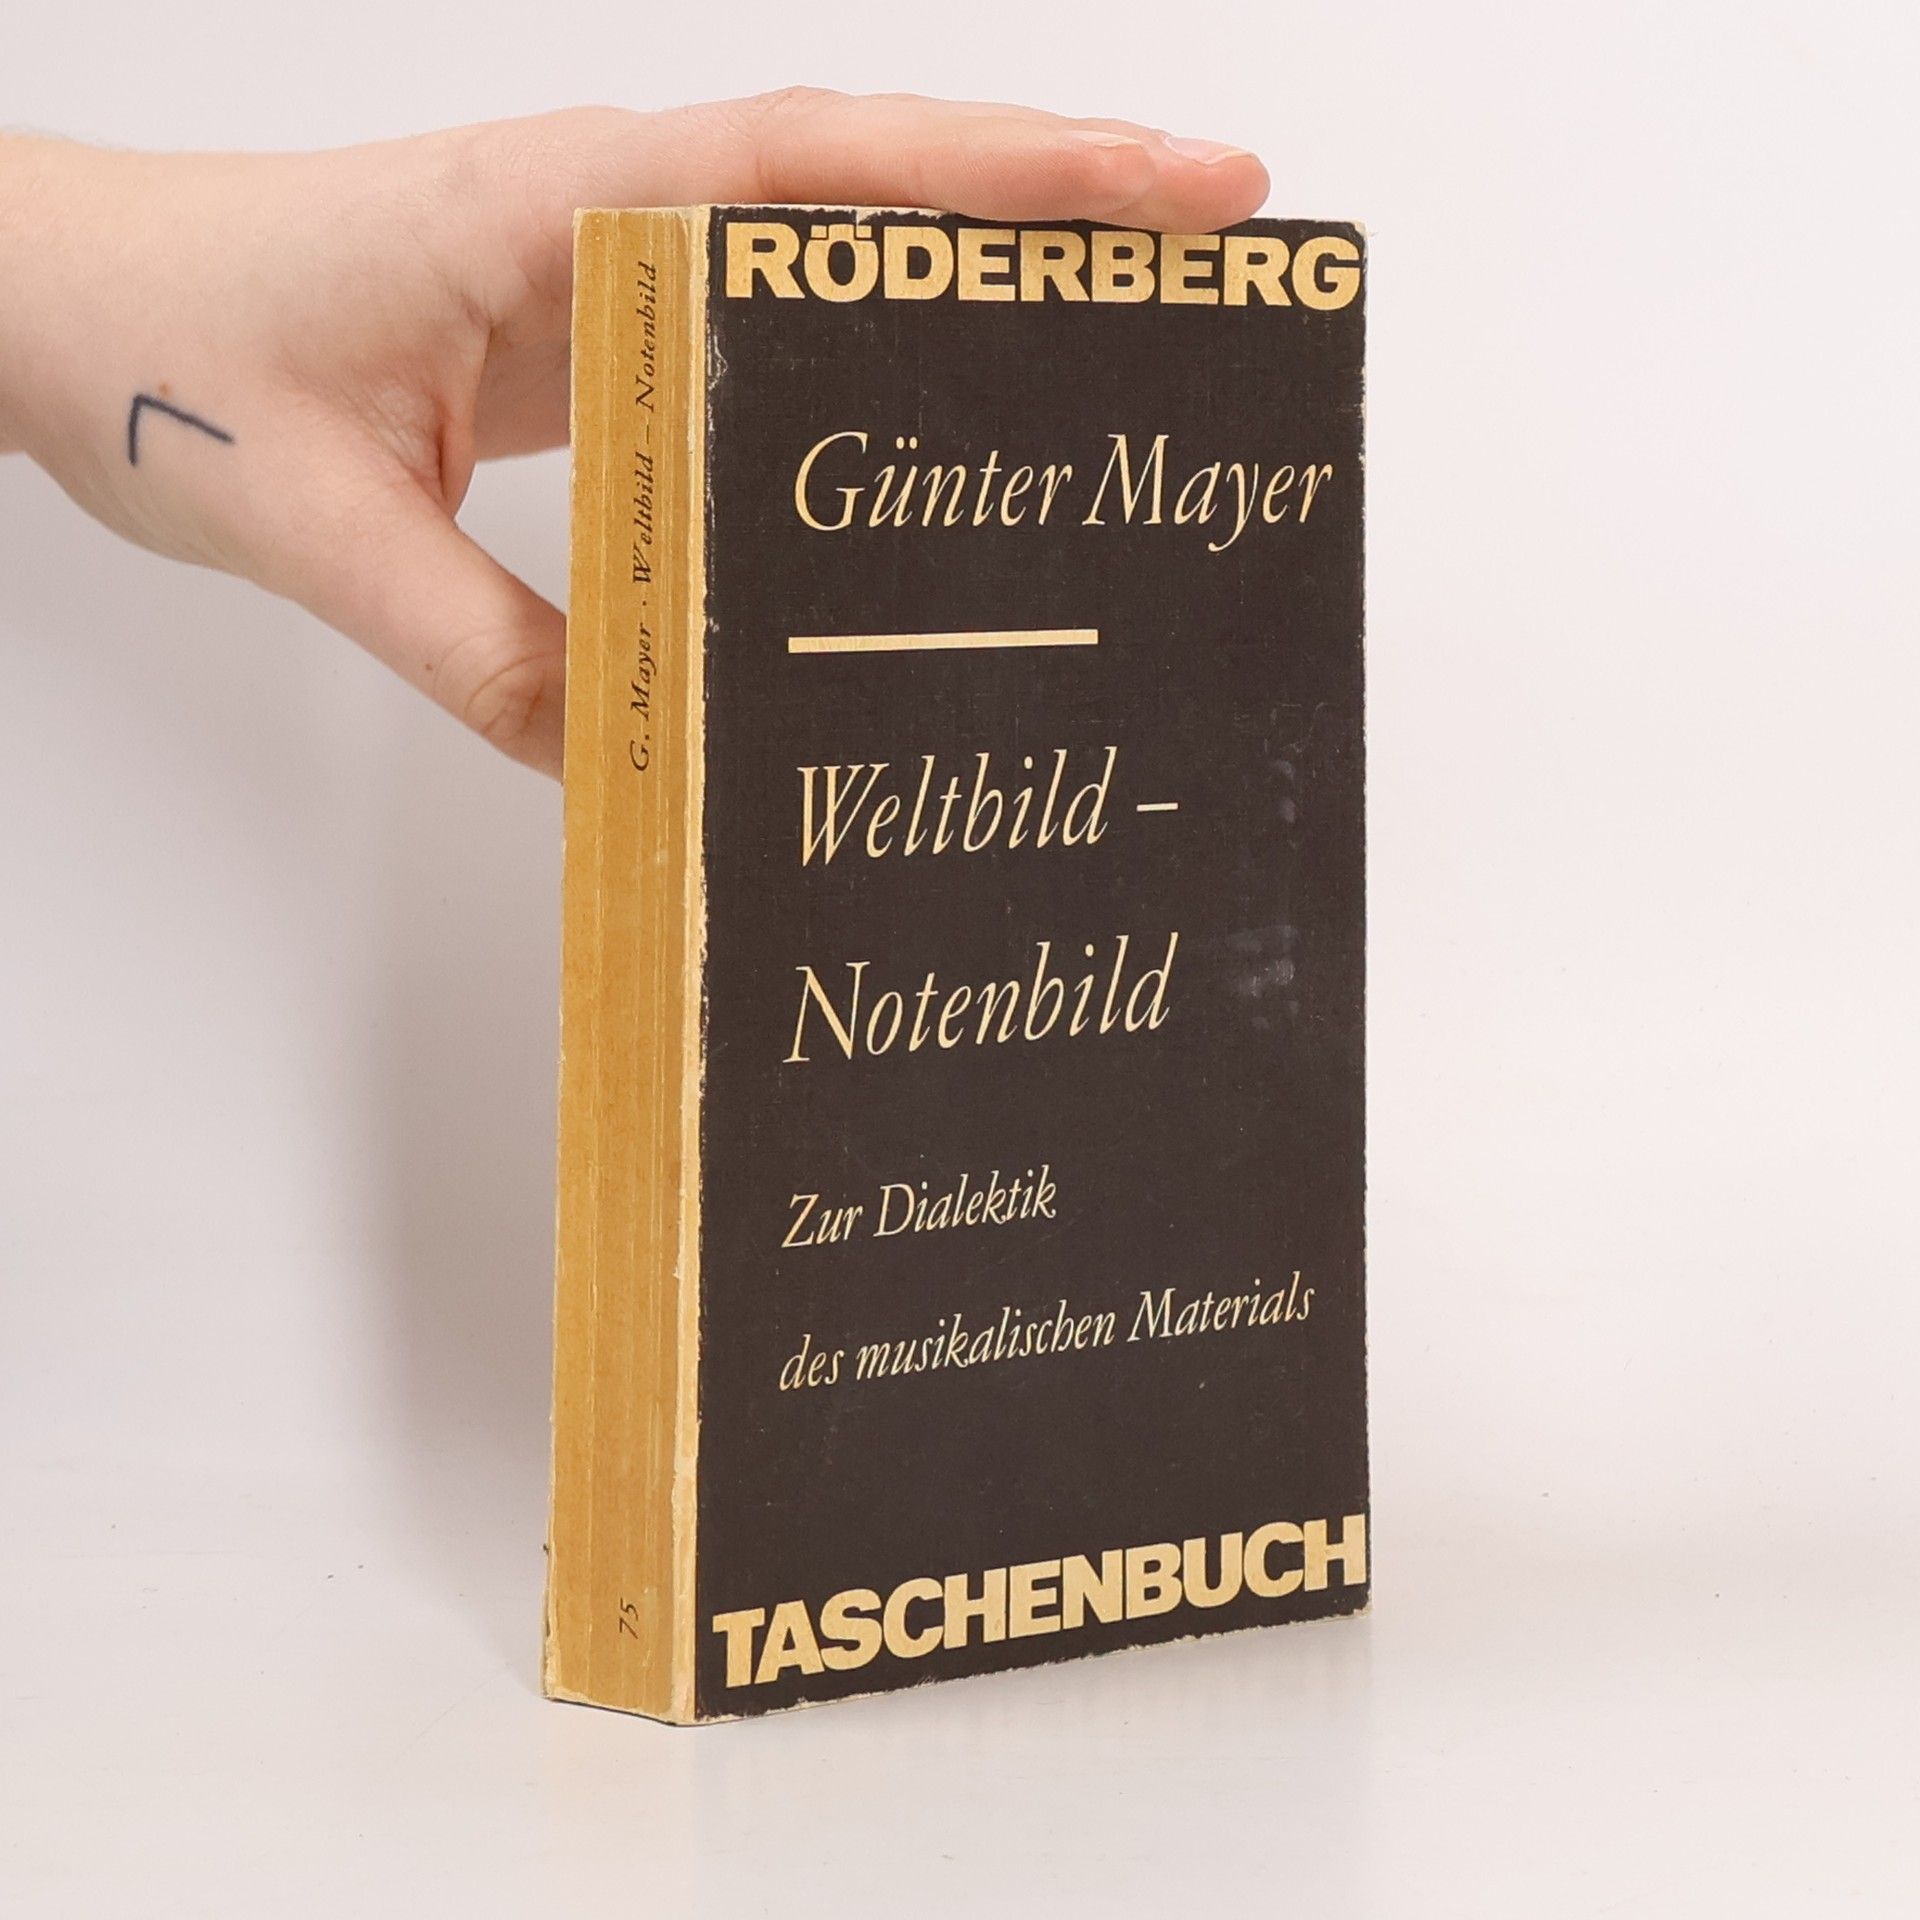 RÖDERBERG
Günter Mayer
Weltbild –
Notenbild
Zur Dialektik
des musikalischen Materials
TASCHENBUCH
G. Mayer · Weltbild – Notenbild
75